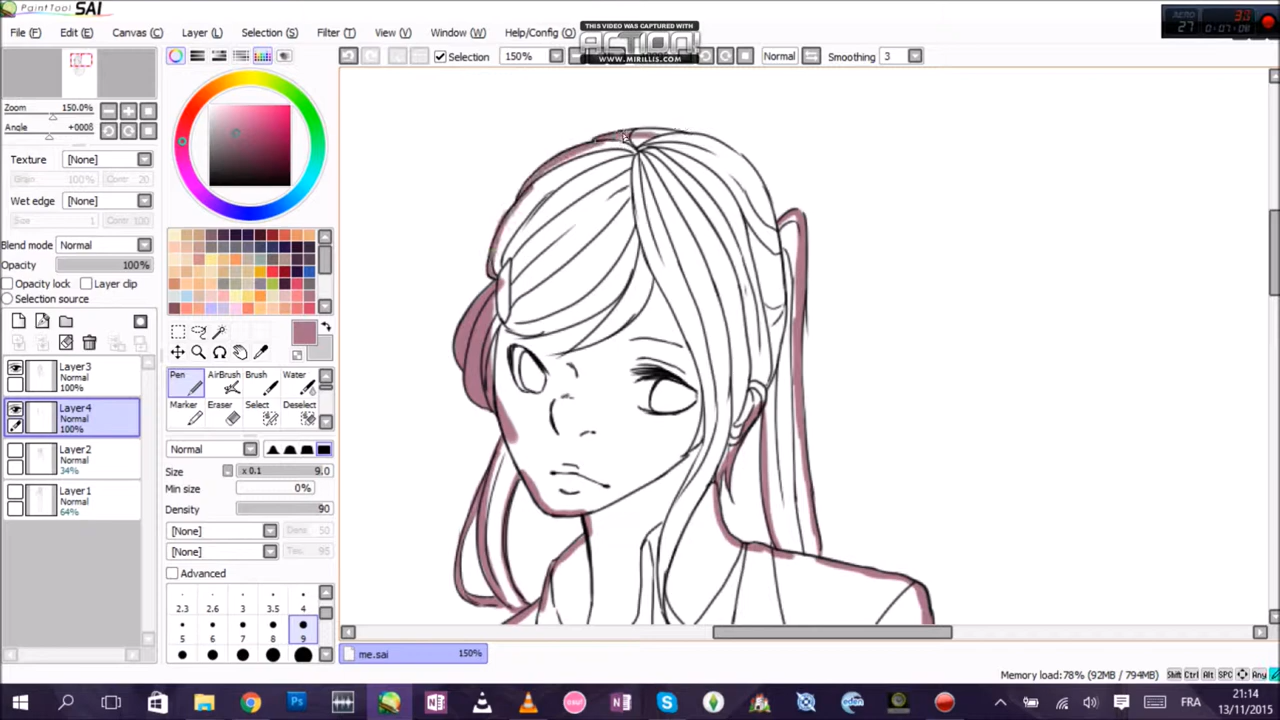 PaintTool SAI
File (F) Edit (E) Canvas (C) Layer (L) Selection (S) Filter (T) View (V) Window (W) Help/Config (O)
THIS VIDEO WAS CAPTURED WITH
ACTION!
WWW.MIRILLIS.COM
Selection 150% Normal Smoothing 3
Zoom 150.0%
Angle
Texture [None]
Wet edge [None]
Blend mode Normal
Opacity 100%
Opacity lock Layer clip
Selection source
Layer3
Normal
100%
Layer4
Normal
100%
Layer2
Normal
34%
Layer1
Normal
64%
Pen AirBrush Brush Water
Marker Eraser Select Deselect
Normal
Size x 0.1 9.0
Min size 0%
Density 90
[None]
[None]
Advanced
2.3 2.6 3 3.5 4
5 6 7 8 9
me.sai 150%
Memory load:78% (92MB / 794MB) Shift Ctrl Alt SPC Any
FRA
21:14
13/11/2015